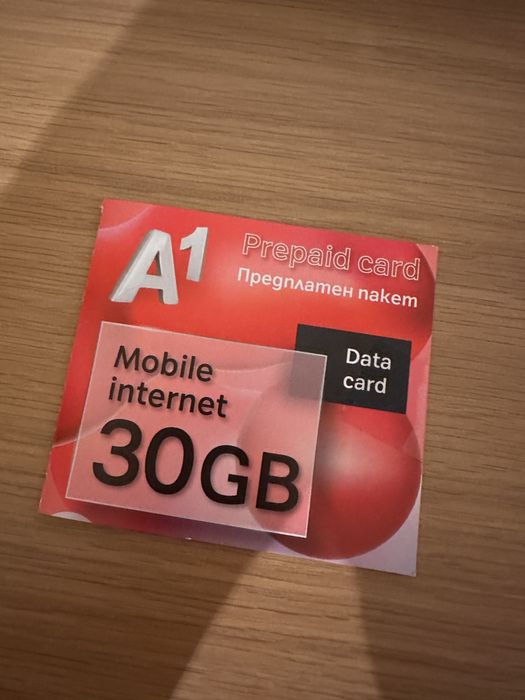 A1
Prepaid card
Предплатен пакет
Data
card
Mobile
internet
30GB